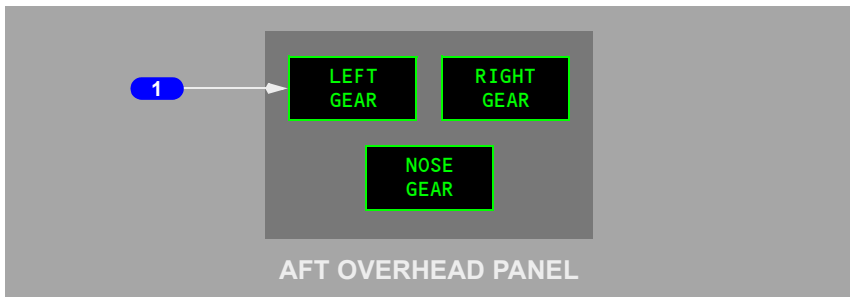 1
LEFT
GEAR
RIGHT
GEAR
NOSE
GEAR
AFT OVERHEAD PANEL